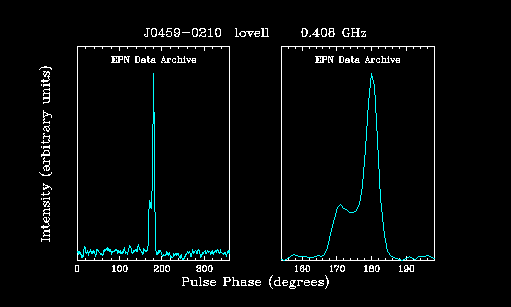 J0459-0210 lovell 0.408 GHz
EPN Data Archive EPN Data Archive
Intensity (arbitrary units)
0 100 200 300 160 170 180 190
Pulse Phase (degrees)